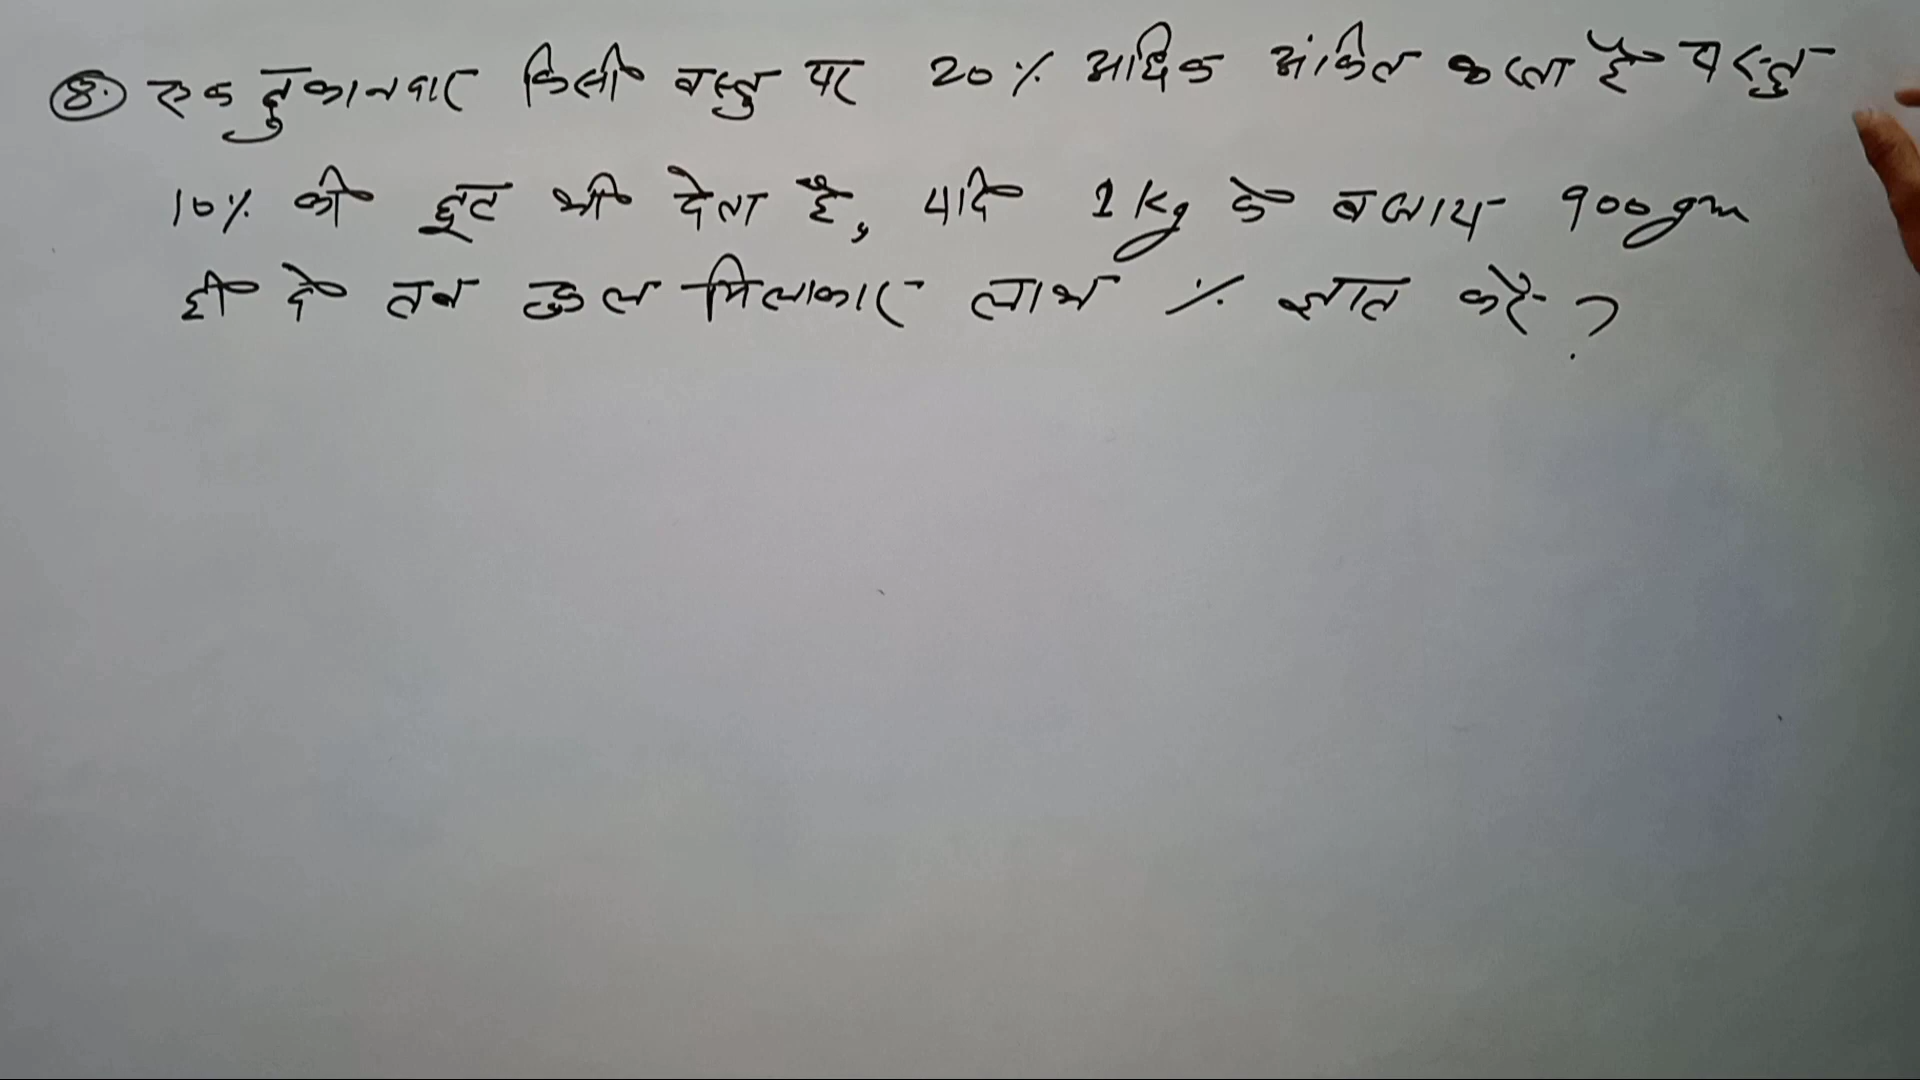 8. एक दुकानदार किसी वस्तु पर 20% अधिक अंकित करता है परन्तु
10% की छूट भी देता है, यदि 1 kg के बजाय 900 gm
ही दे तब कुल मिलाकर लाभ % ज्ञात करें?